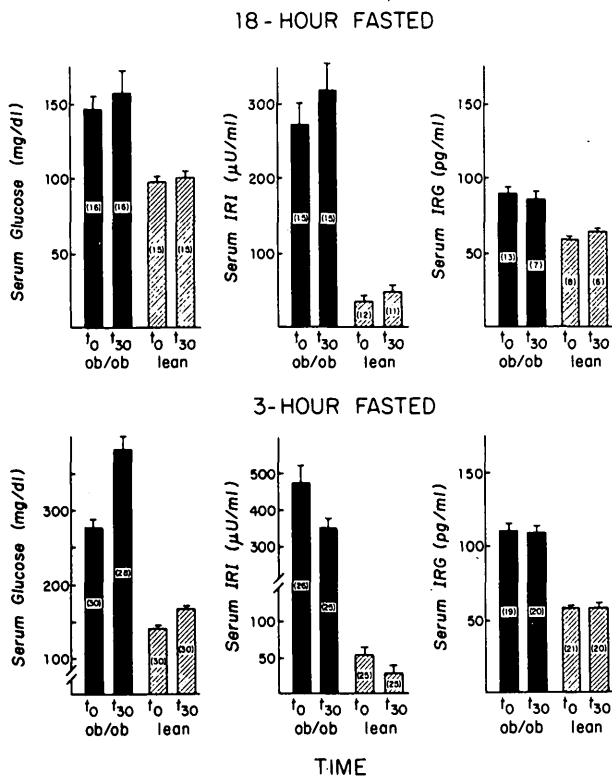 18-HOUR FASTED
Serum Glucose (mg/dl)
150
100
50
(16)
(16)
(15)
(15)
t0 t30 t0 t30
ob/ob lean
Serum IRI (μU/ml)
300
200
100
(15)
(15)
(12)
(11)
t0 t30 t0 t30
ob/ob lean
Serum IRG (pg/ml)
150
100
50
(13)
(7)
(8)
(6)
t0 t30 t0 t30
ob/ob lean
3-HOUR FASTED
Serum Glucose (mg/dl)
300
200
100
(30)
(28)
(30)
(30)
t0 t30 t0 t30
ob/ob lean
Serum IRI (μU/ml)
500
400
300
100
50
(26)
(25)
(25)
(25)
t0 t30 t0 t30
ob/ob lean
Serum IRG (pg/ml)
150
100
50
(19)
(20)
(21)
(20)
t0 t30 t0 t30
ob/ob lean
TIME